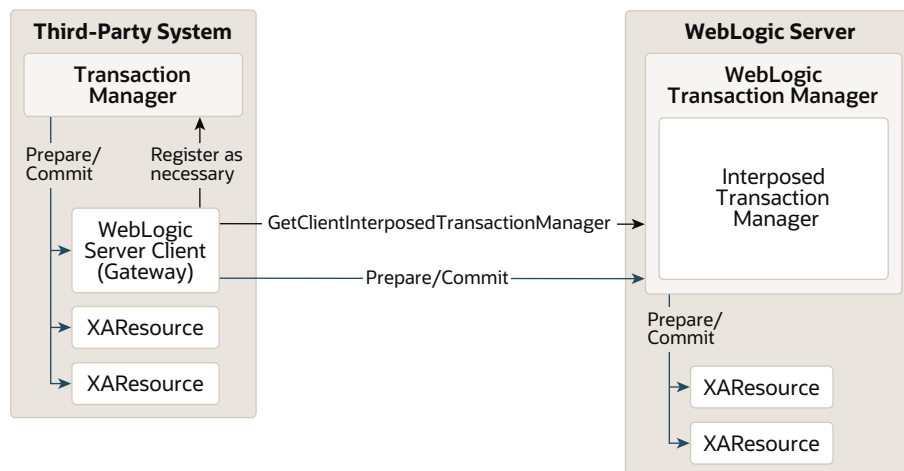 Third-Party System
Transaction
Manager
Prepare/
Commit
Register as
necessary
WebLogic
Server Client
(Gateway)
XAResource
XAResource
GetClientInterposedTransactionManager
Prepare/Commit
WebLogic Server
WebLogic
Transaction Manager
Interposed
Transaction
Manager
Prepare/
Commit
XAResource
XAResource